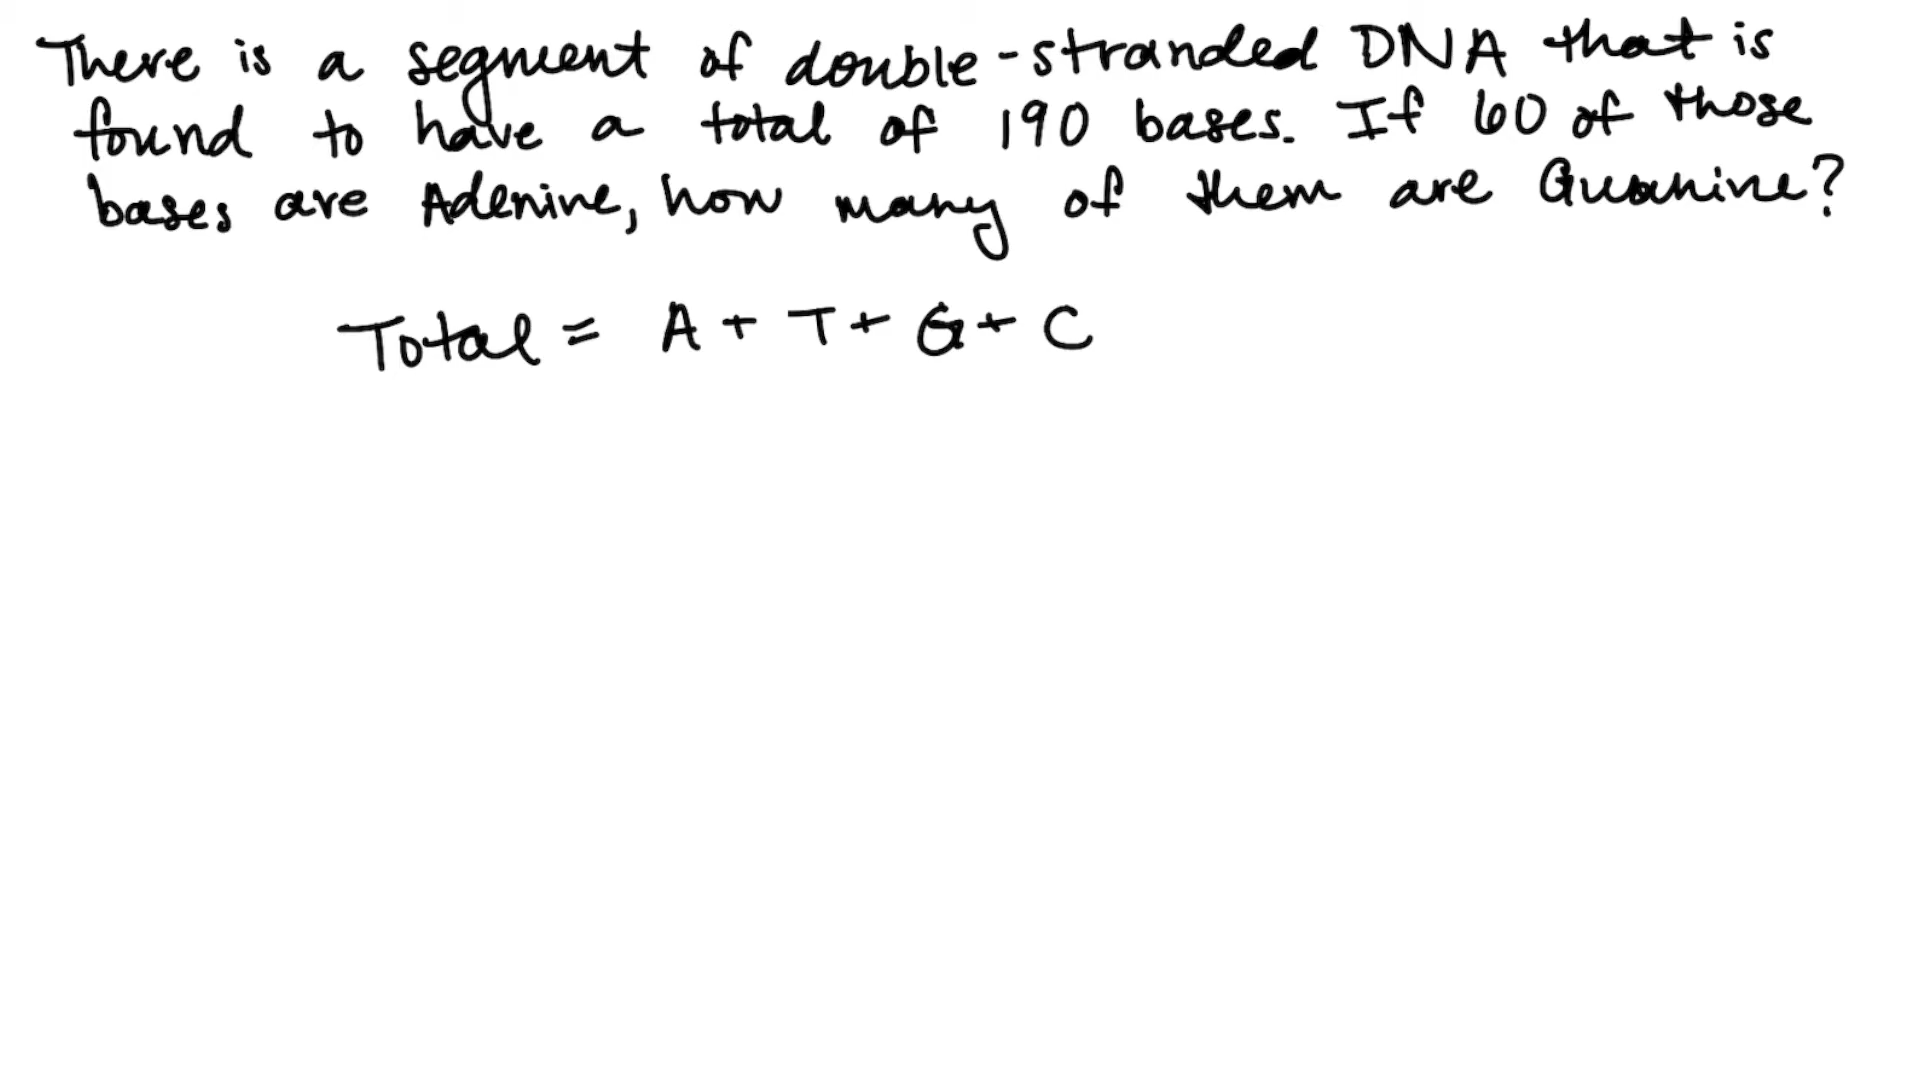 There is a segment of double-stranded DNA that is
found to have a total of 190 bases. If 60 of those
bases are Adenine, how many of them are Guanine?
Total = A + T + G + C